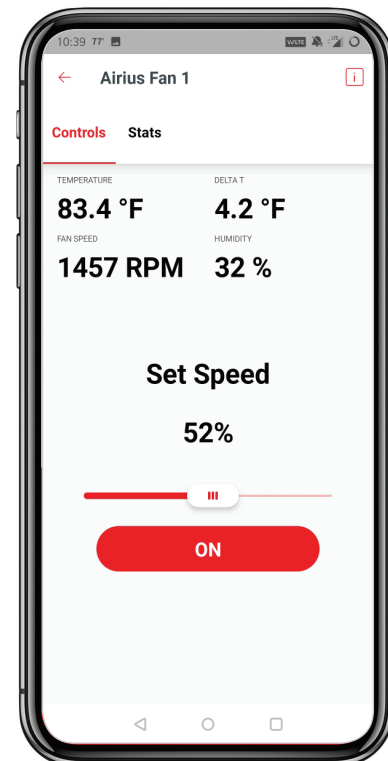 10:39 77°
← Airius Fan 1 i
Controls Stats
TEMPERATURE DELTA T
83.4 °F 4.2 °F
FAN SPEED HUMIDITY
1457 RPM 32 %
Set Speed
52%
ON